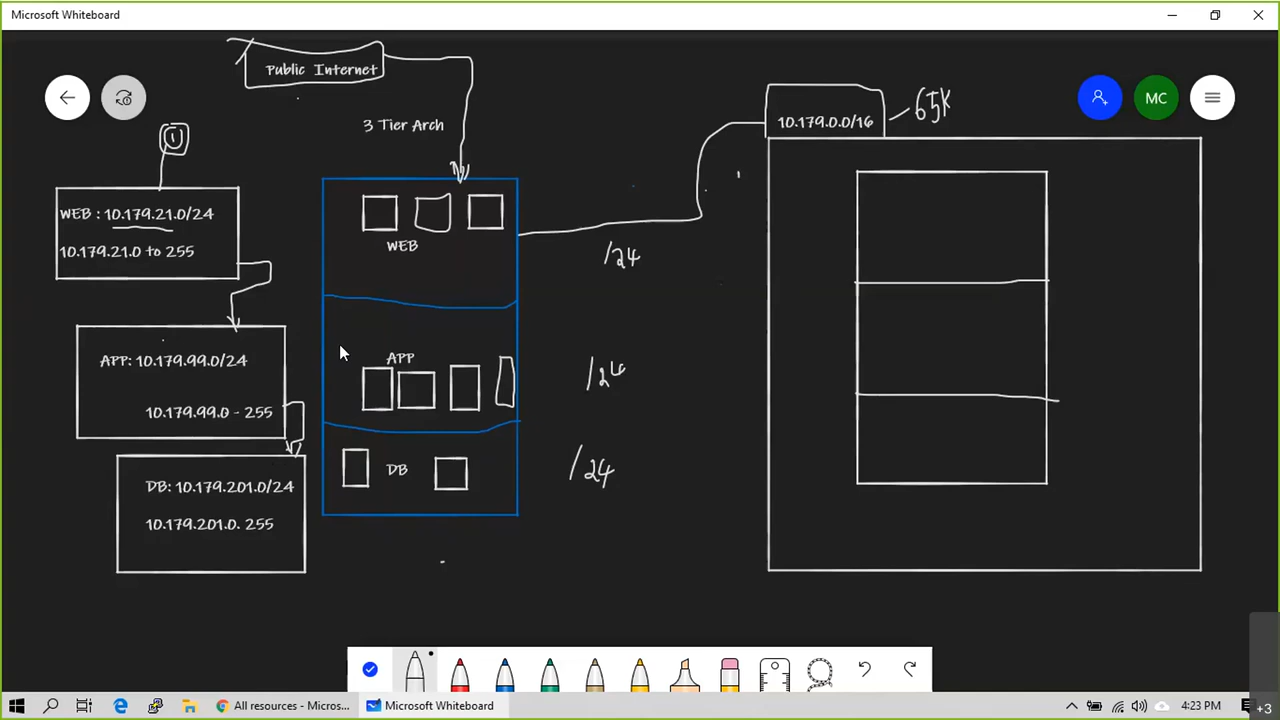 Microsoft Whiteboard
Public Internet
3 Tier Arch
10.179.0.0/16
65K
MC
1
WEB : 10.179.21.0/24
10.179.21.0 to 255
WEB
/24
APP: 10.179.99.0/24
10.179.99.0 - 255
APP
/24
DB: 10.179.201.0/24
10.179.201.0. 255
DB
/24
All resources - Micros...
Microsoft Whiteboard
4:23 PM
+3